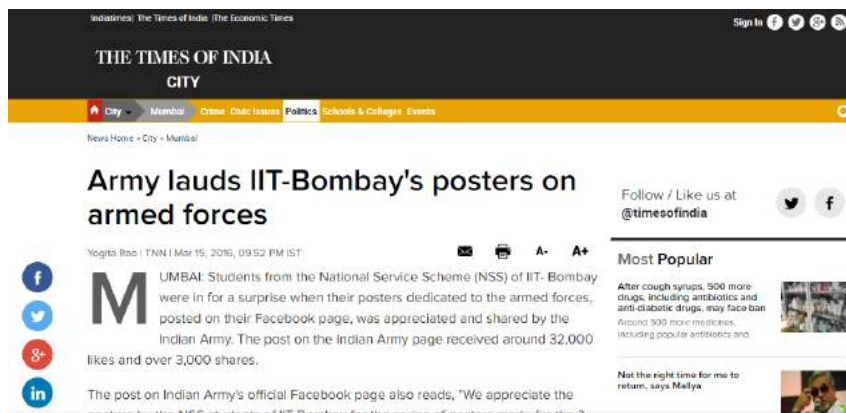 Indiatimes| The Times of India |The Economic Times
Sign In
THE TIMES OF INDIA
CITY
City Mumbai Crime Civic Issues Politics Schools & Colleges Events
News Home » City » Mumbai
Army lauds IIT-Bombay's posters on
armed forces
Yogita Rao | TNN | Mar 15, 2016, 09.52 PM IST
A- A+
MUMBAI: Students from the National Service Scheme (NSS) of IIT- Bombay
were in for a surprise when their posters dedicated to the armed forces,
posted on their Facebook page, was appreciated and shared by the
Indian Army. The post on the Indian Army page received around 32,000
likes and over 3,000 shares.
The post on Indian Army's official Facebook page also reads, "We appreciate the
Follow / Like us at
@timesofindia
Most Popular
After cough syrups, 500 more
drugs, including antibiotics and
anti-diabetic drugs, may face ban
Around 500 more medicines,
including popular antibiotics and
Not the right time for me to
return, says Mallya